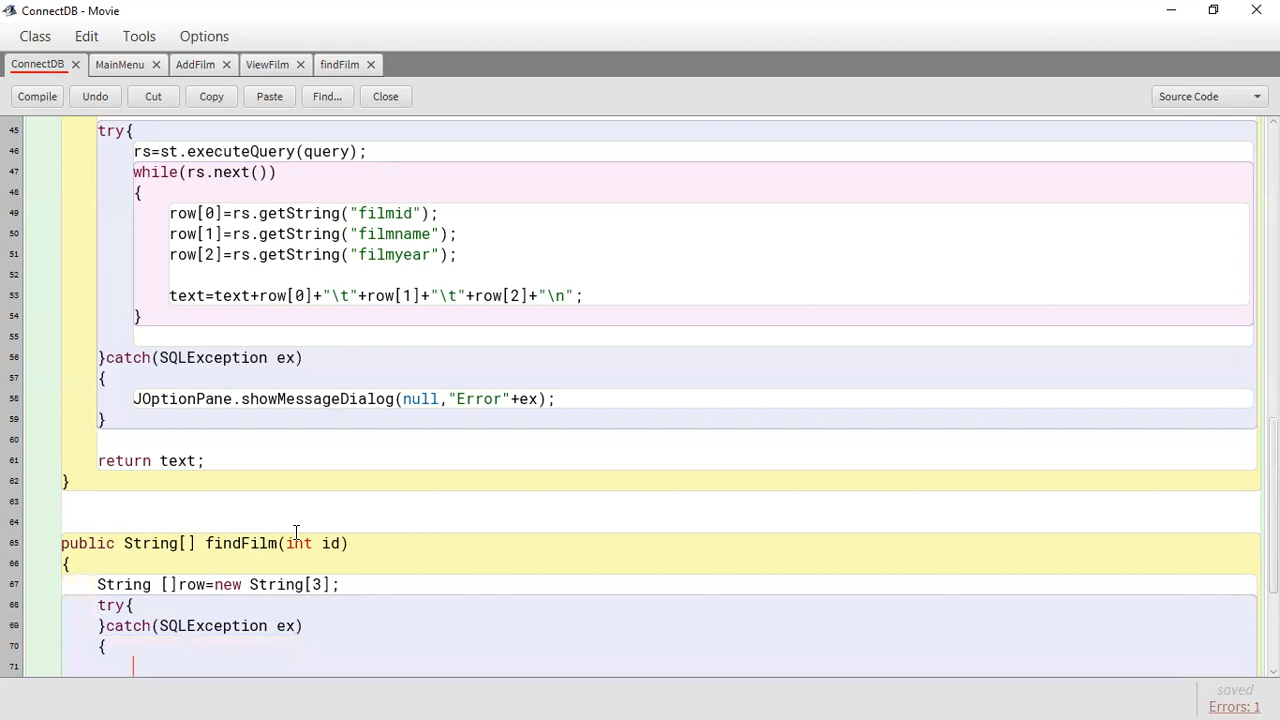 ConnectDB - Movie
Class Edit Tools Options
ConnectDB MainMenu AddFilm ViewFilm findFilm
Compile Undo Cut Copy Paste Find... Close Source Code
45 try{
46 rs=st.executeQuery(query);
47 while(rs.next())
48 {
49 row[0]=rs.getString("filmid");
50 row[1]=rs.getString("filmname");
51 row[2]=rs.getString("filmyear");
52
53 text=text+row[0]+"\t"+row[1]+"\t"+row[2]+"\n";
54 }
55
56 }catch(SQLException ex)
57 {
58 JOptionPane.showMessageDialog(null,"Error"+ex);
59 }
60
61 return text;
62 }
63
64
65 public String[] findFilm(int id)
66 {
67 String []row=new String[3];
68 try{
69 }catch(SQLException ex)
70 {
71
saved
Errors: 1